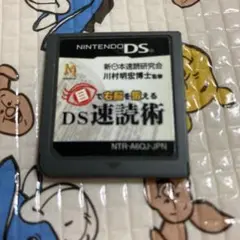 NINTENDO DS
新日本速読研究会
川村明宏博士監修
目で右脳を鍛える
DS速読術
NTR-A6QJ-JPN